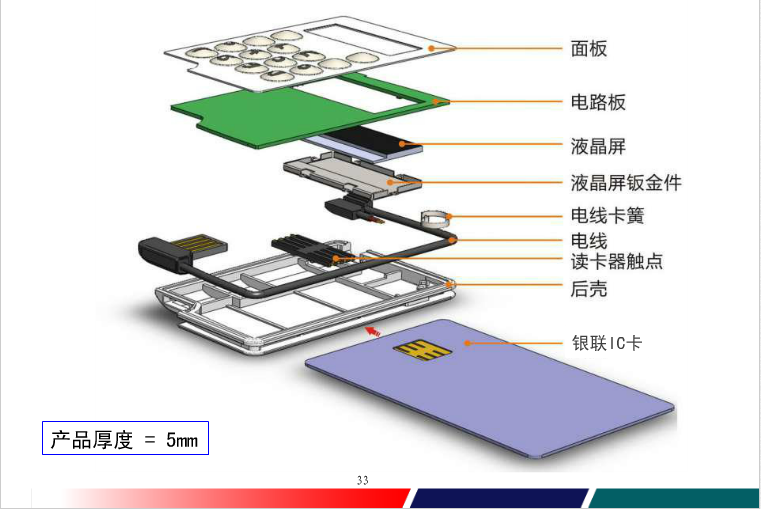 面板
电路板
液晶屏
液晶屏钣金件
电线卡簧
电线
读卡器触点
后壳
银联IC卡
产品厚度 = 5mm
33